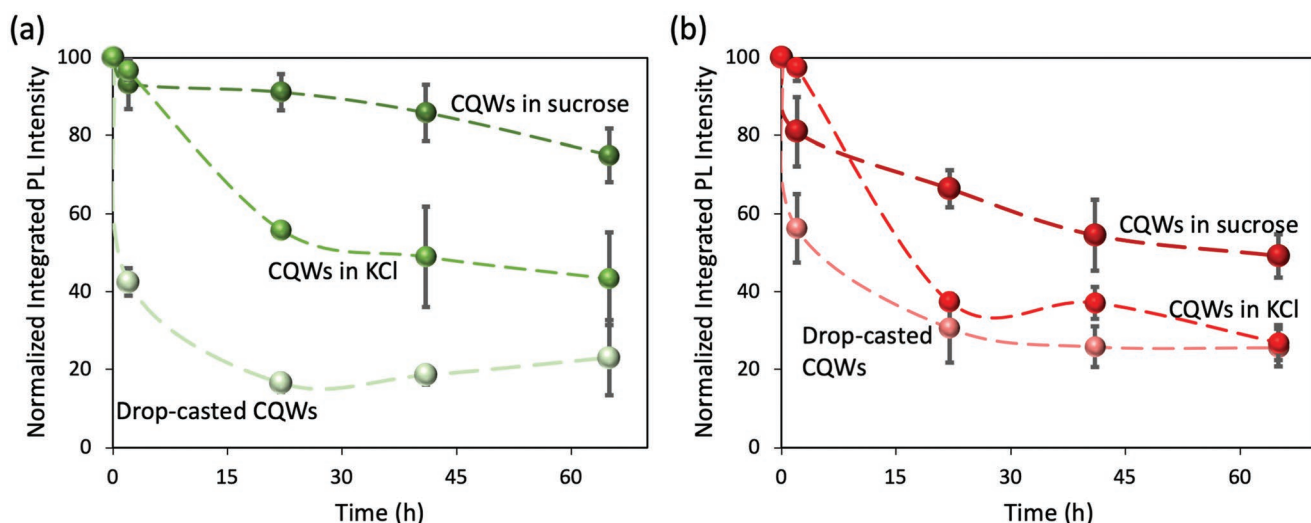 (a)
Normalized Integrated PL Intensity
100
80
60
40
20
0
CQWs in sucrose
CQWs in KCl
Drop-casted CQWs
0 15 30 45 60
Time (h)
(b)
Normalized Integrated PL Intensity
100
80
60
40
20
0
CQWs in sucrose
CQWs in KCl
Drop-casted
CQWs
0 15 30 45 60
Time (h)